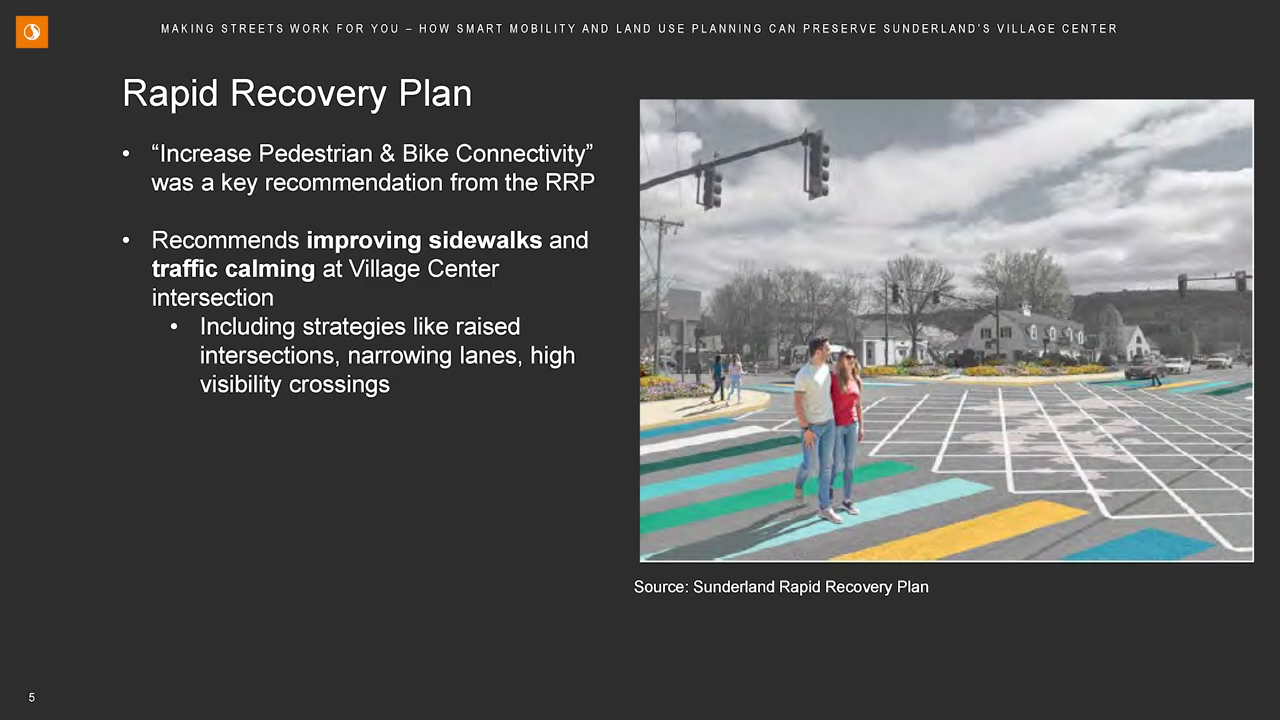 MAKING STREETS WORK FOR YOU – HOW SMART MOBILITY AND LAND USE PLANNING CAN PRESERVE SUNDERLAND'S VILLAGE CENTER
Rapid Recovery Plan
• “Increase Pedestrian & Bike Connectivity”
was a key recommendation from the RRP
• Recommends improving sidewalks and
traffic calming at Village Center
intersection
• Including strategies like raised
intersections, narrowing lanes, high
visibility crossings
Source: Sunderland Rapid Recovery Plan
5